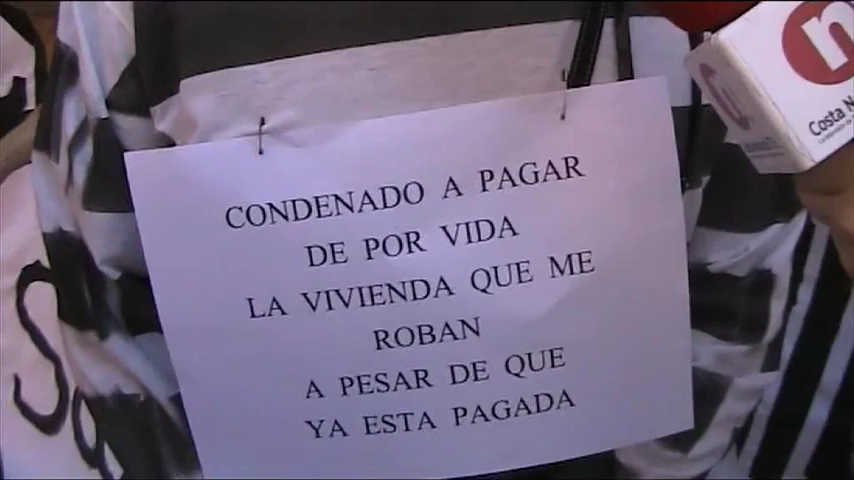 CONDENADO A PAGAR
DE POR VIDA
LA VIVIENDA QUE ME
ROBAN
A PESAR DE QUE
YA ESTA PAGADA
n
Costa